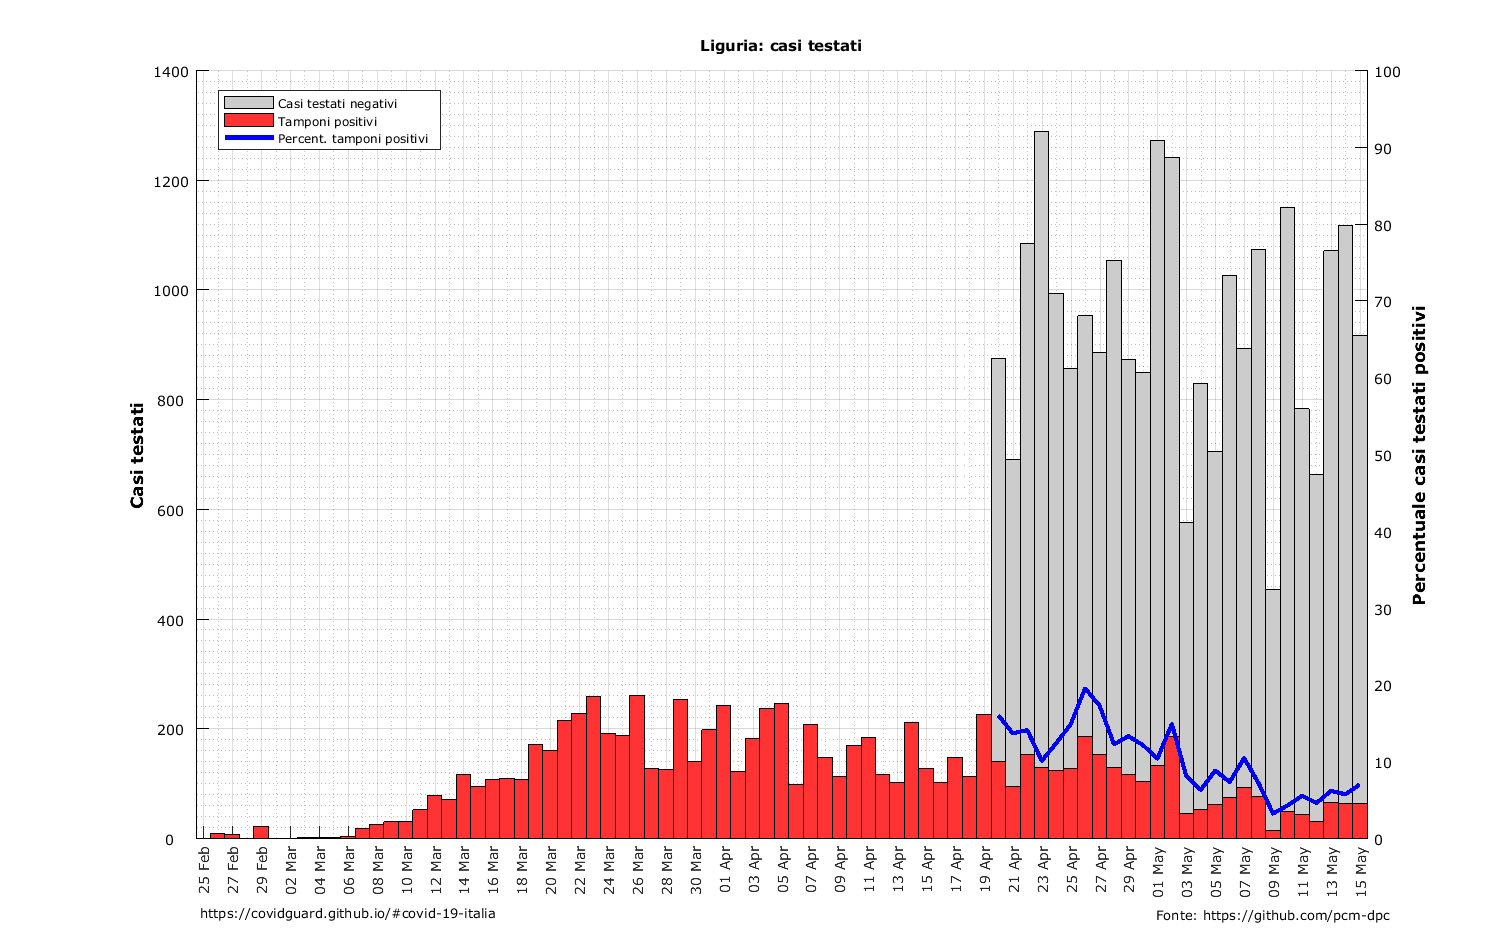 Liguria: casi testati
Casi testati negativi
Tamponi positivi
Percent. tamponi positivi
Casi testati
1400
1200
1000
800
600
400
200
0
100
90
80
70
60
50
40
30
20
10
0
Percentuale casi testati positivi
25 Feb
27 Feb
29 Feb
02 Mar
04 Mar
06 Mar
08 Mar
10 Mar
12 Mar
14 Mar
16 Mar
18 Mar
20 Mar
22 Mar
24 Mar
26 Mar
28 Mar
30 Mar
01 Apr
03 Apr
05 Apr
07 Apr
09 Apr
11 Apr
13 Apr
15 Apr
17 Apr
19 Apr
21 Apr
23 Apr
25 Apr
27 Apr
29 Apr
01 May
03 May
05 May
07 May
09 May
11 May
13 May
15 May
https://covidguard.github.io/#covid-19-italia
Fonte: https://github.com/pcm-dpc